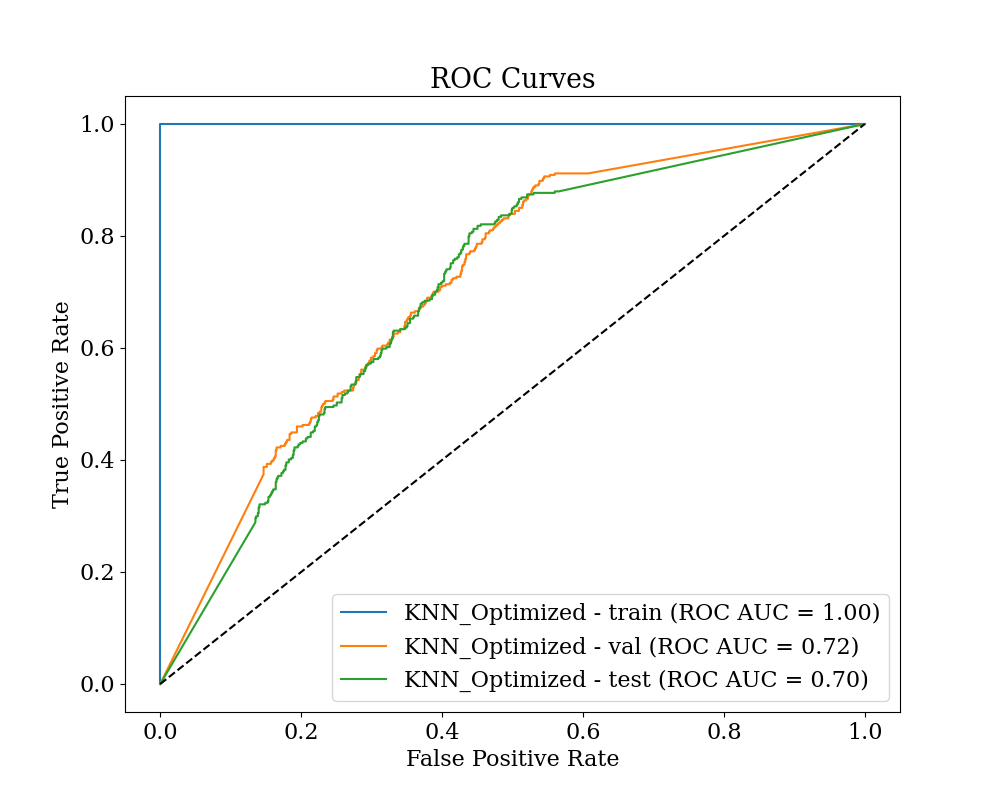 ROC Curves
True Positive Rate
1.0
0.8
0.6
0.4
0.2
0.0
KNN_Optimized - train (ROC AUC = 1.00)
KNN_Optimized - val (ROC AUC = 0.72)
KNN_Optimized - test (ROC AUC = 0.70)
0.0 0.2 0.4 0.6 0.8 1.0
False Positive Rate